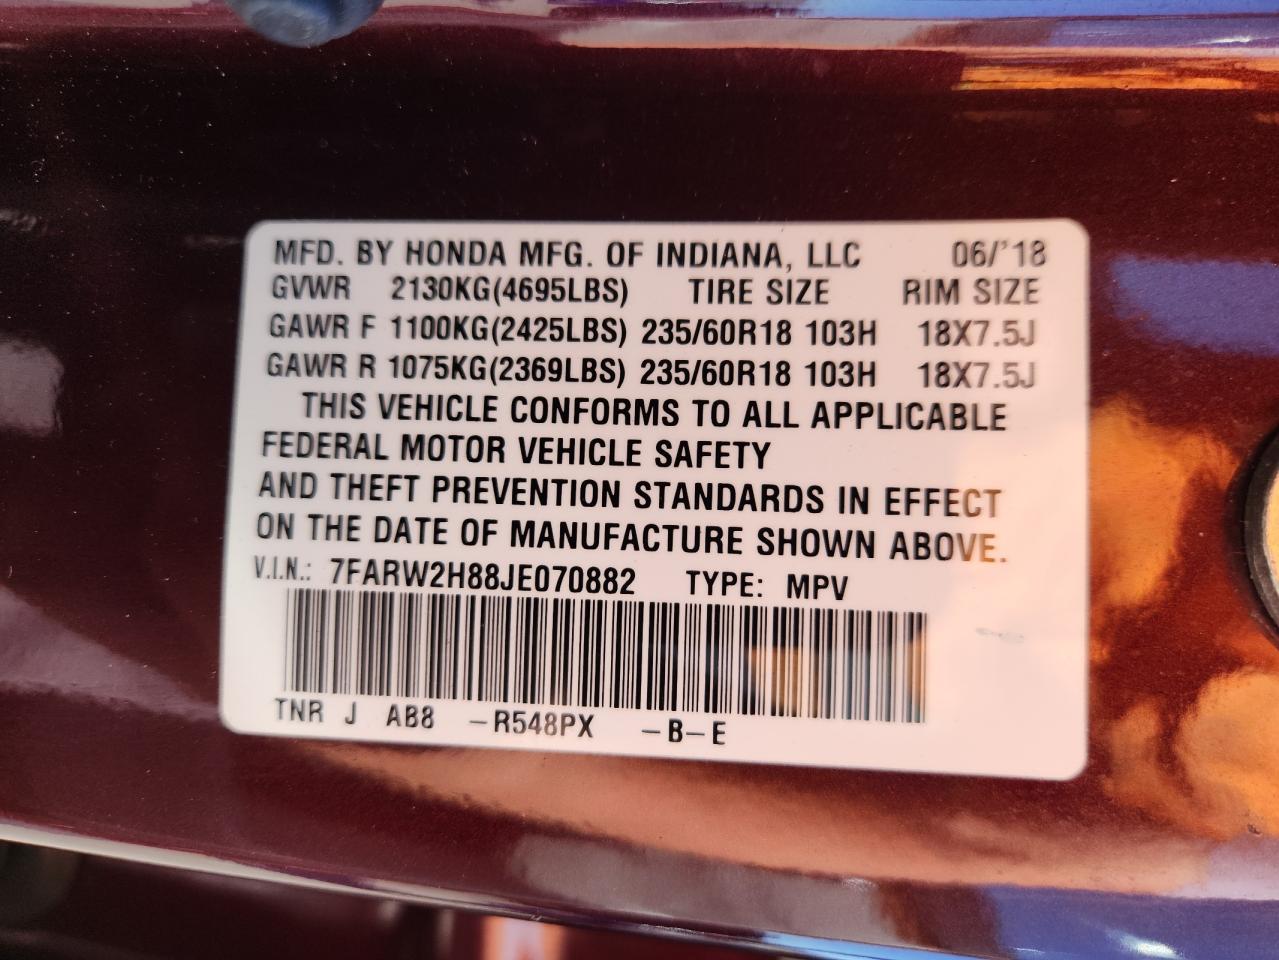 MFD. BY HONDA MFG. OF INDIANA, LLC 06/'18
GVWR 2130KG(4695LBS) TIRE SIZE RIM SIZE
GAWR F 1100KG(2425LBS) 235/60R18 103H 18X7.5J
GAWR R 1075KG(2369LBS) 235/60R18 103H 18X7.5J
THIS VEHICLE CONFORMS TO ALL APPLICABLE
FEDERAL MOTOR VEHICLE SAFETY
AND THEFT PREVENTION STANDARDS IN EFFECT
ON THE DATE OF MANUFACTURE SHOWN ABOVE.
V.I.N.: 7FARW2H88JE070882 TYPE: MPV
TNR J AB8 -R548PX -B-E